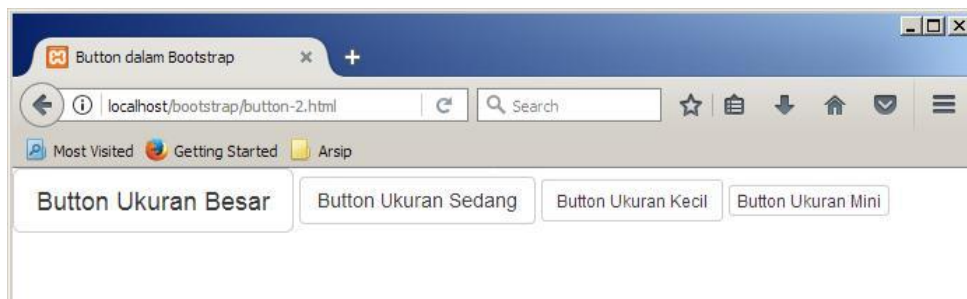 Button dalam Bootstrap
localhost/bootstrap/button-2.html
Search
Most Visited Getting Started Arsip
Button Ukuran Besar Button Ukuran Sedang Button Ukuran Kecil Button Ukuran Mini